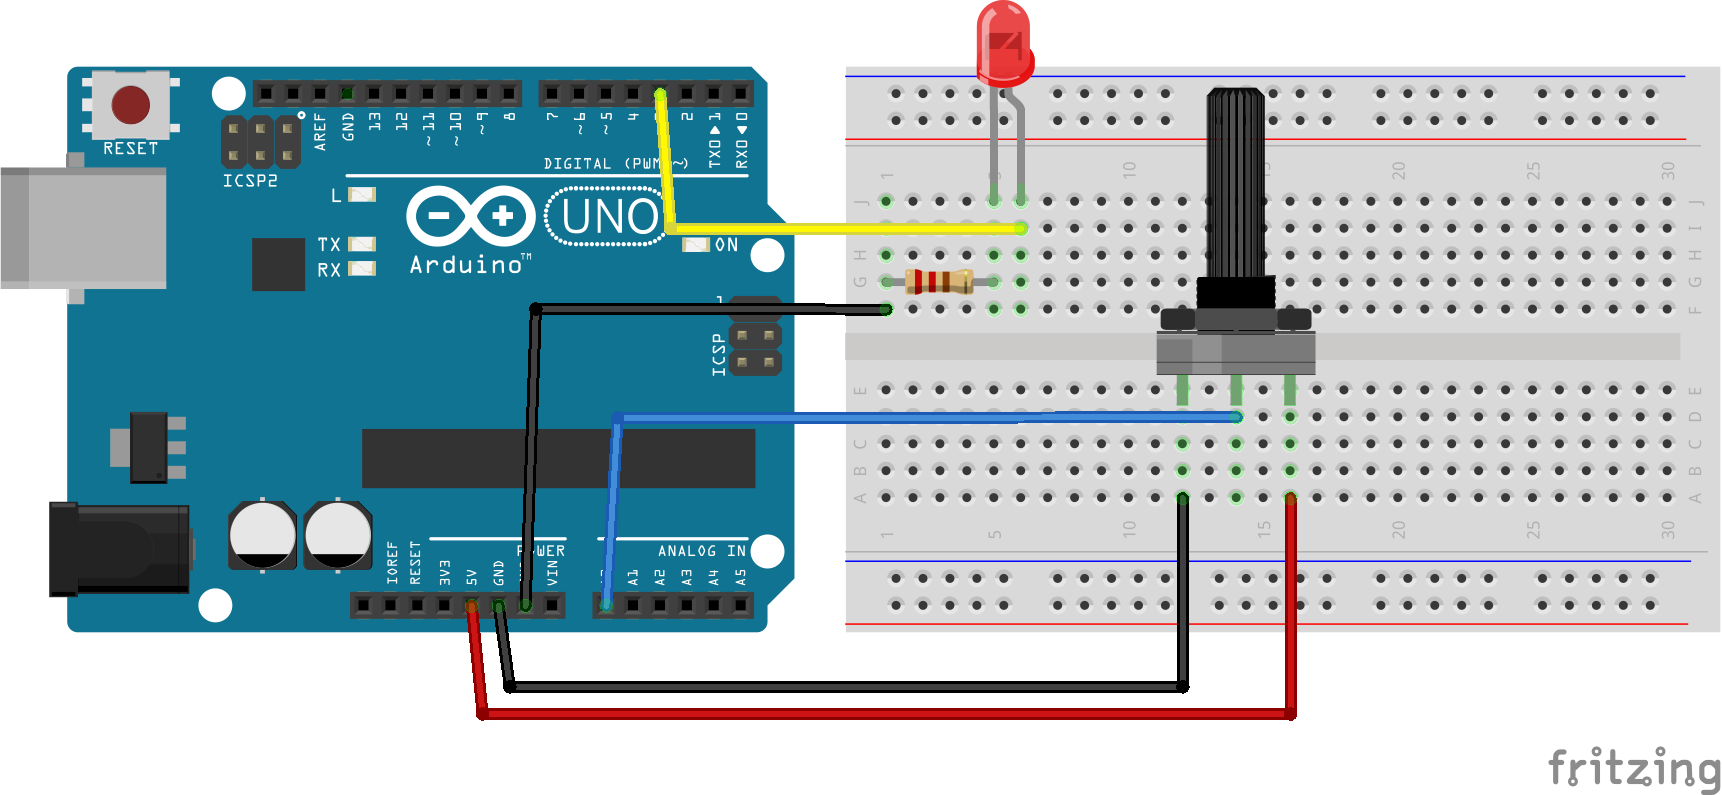 RESET
ICSP2
AREF
GND
13
12
~11
~10
~9
8
7
~6
~5
4
2
TX0▶1
RX0◀0
DIGITAL (PWM ~)
L
TX
RX
UNO
ON
Arduino™
1
ICSP
IOREF
RESET
3V3
5V
GND
VIN
POWER
ANALOG IN
A1
A2
A3
A4
A5
1
5
10
15
20
25
30
J
I
H
G
F
J
I
H
G
F
E
D
C
B
A
E
D
C
B
A
1
5
10
15
20
25
30
fritzing